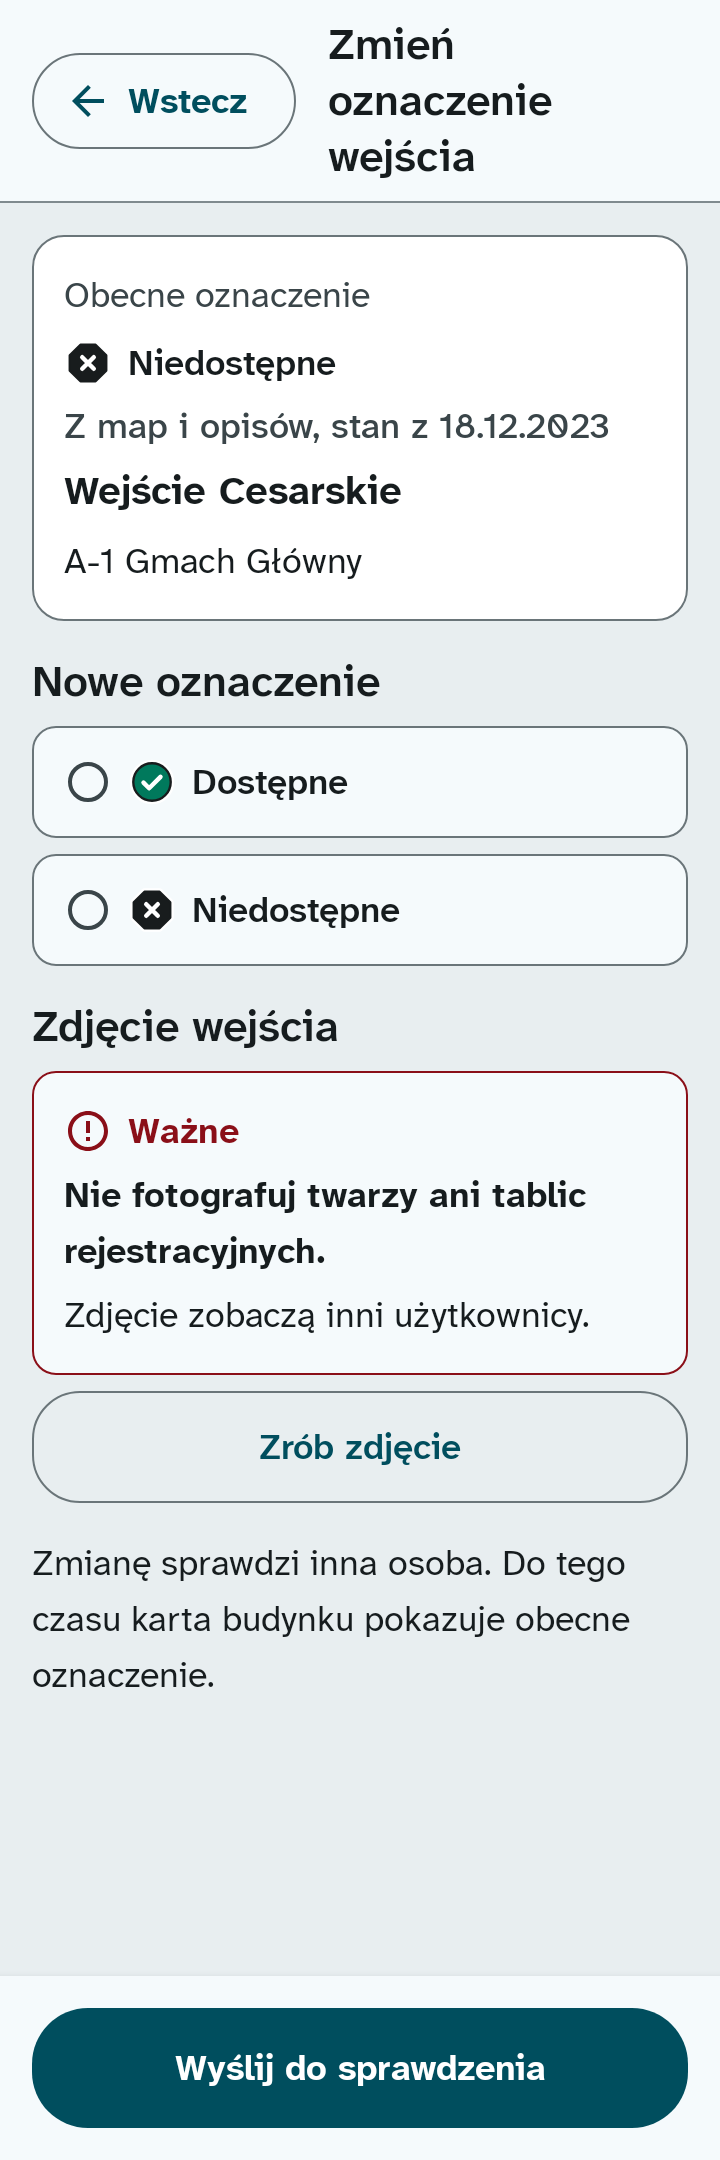 Wstecz
Zmień
oznaczenie
wejścia
Obecne oznaczenie
Niedostępne
Z map i opisów, stan z 18.12.2023
Wejście Cesarskie
A-1 Gmach Główny
Nowe oznaczenie
Dostępne
Niedostępne
Zdjęcie wejścia
Ważne
Nie fotografuj twarzy ani tablic
rejestracyjnych.
Zdjęcie zobaczą inni użytkownicy.
Zrób zdjęcie
Zmianę sprawdzi inna osoba. Do tego
czasu karta budynku pokazuje obecne
oznaczenie.
Wyślij do sprawdzenia